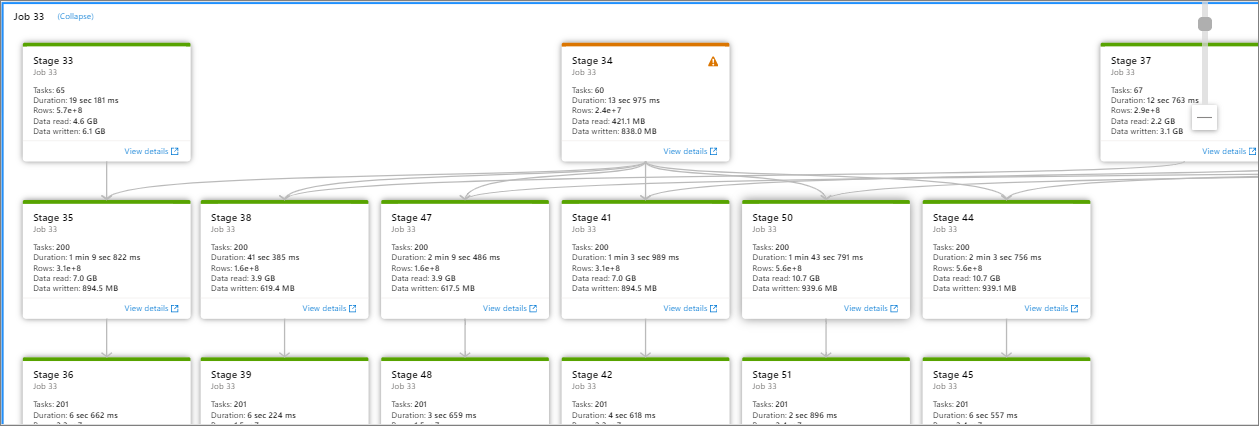 Job 33 (Collapse)
Stage 33
Job 33
Tasks: 65
Duration: 19 sec 181 ms
Rows: 5.7e+8
Data read: 4.6 GB
Data written: 6.1 GB
View details
Stage 34
Job 33
Tasks: 60
Duration: 13 sec 975 ms
Rows: 2.4e+7
Data read: 421.1 MB
Data written: 838.0 MB
View details
Stage 37
Job 33
Tasks: 67
Duration: 12 sec 763 ms
Rows: 2.9e+8
Data read: 2.2 GB
Data written: 3.1 GB
View details
Stage 35
Job 33
Tasks: 200
Duration: 1 min 9 sec 822 ms
Rows: 3.1e+8
Data read: 7.0 GB
Data written: 894.5 MB
View details
Stage 38
Job 33
Tasks: 200
Duration: 41 sec 385 ms
Rows: 1.6e+8
Data read: 3.9 GB
Data written: 619.4 MB
View details
Stage 47
Job 33
Tasks: 200
Duration: 2 min 9 sec 486 ms
Rows: 1.6e+8
Data read: 3.9 GB
Data written: 617.5 MB
View details
Stage 41
Job 33
Tasks: 200
Duration: 1 min 3 sec 989 ms
Rows: 3.1e+8
Data read: 7.0 GB
Data written: 894.5 MB
View details
Stage 50
Job 33
Tasks: 200
Duration: 1 min 43 sec 791 ms
Rows: 5.6e+8
Data read: 10.7 GB
Data written: 939.6 MB
View details
Stage 44
Job 33
Tasks: 200
Duration: 2 min 3 sec 756 ms
Rows: 5.6e+8
Data read: 10.7 GB
Data written: 939.1 MB
View details
Stage 36
Job 33
Tasks: 201
Duration: 6 sec 662 ms
Stage 39
Job 33
Tasks: 201
Duration: 6 sec 224 ms
Stage 48
Job 33
Tasks: 201
Duration: 3 sec 659 ms
Stage 42
Job 33
Tasks: 201
Duration: 4 sec 618 ms
Stage 51
Job 33
Tasks: 201
Duration: 2 sec 896 ms
Stage 45
Job 33
Tasks: 201
Duration: 6 sec 557 ms